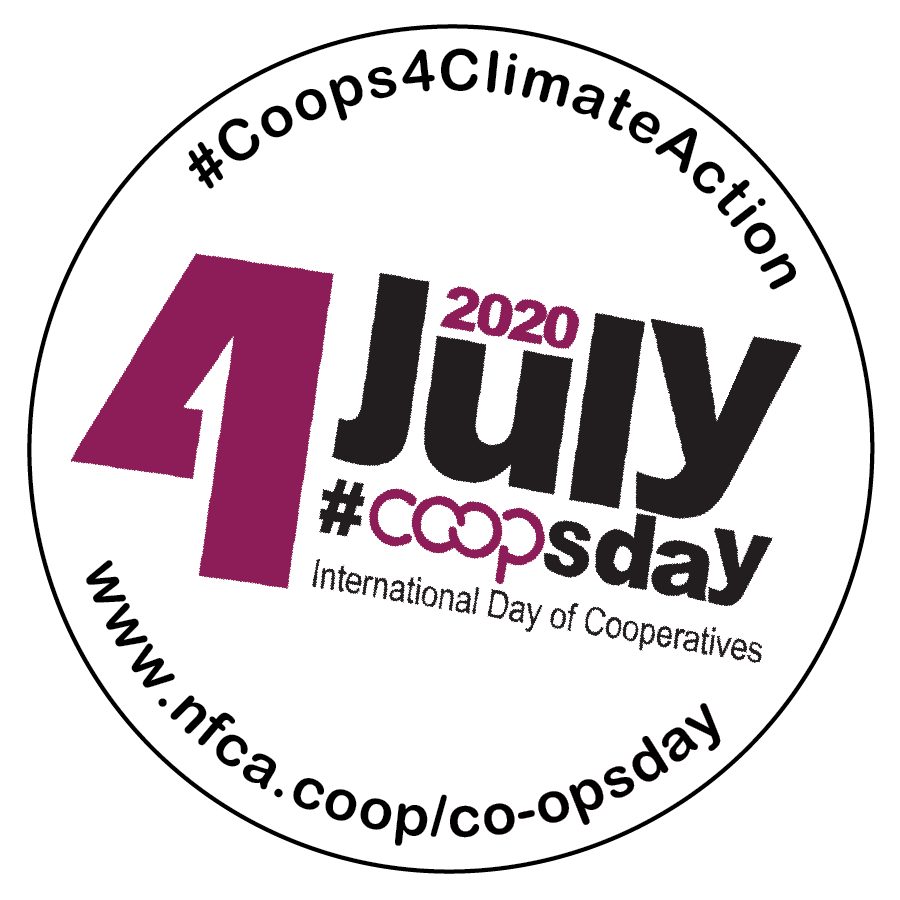 #Coops4ClimateAction
4 July
2020
#coopsday
International Day of Cooperatives
www.nfca.coop/co-opsday